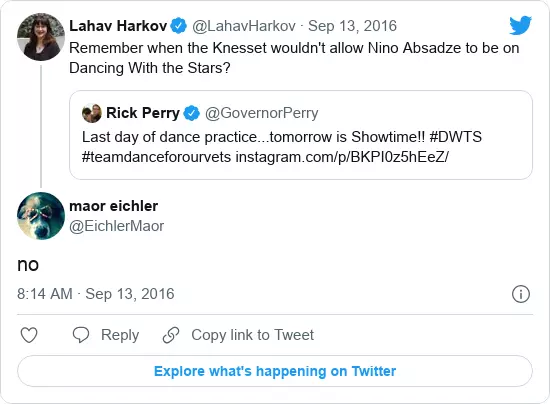 Lahav Harkov @LahavHarkov · Sep 13, 2016
Remember when the Knesset wouldn't allow Nino Absadze to be on
Dancing With the Stars?
Rick Perry @GovernorPerry
Last day of dance practice...tomorrow is Showtime!! #DWTS
#teamdanceforourvets instagram.com/p/BKPI0z5hEeZ/
maor eichler
@EichlerMaor
no
8:14 AM · Sep 13, 2016
Reply Copy link to Tweet
Explore what's happening on Twitter